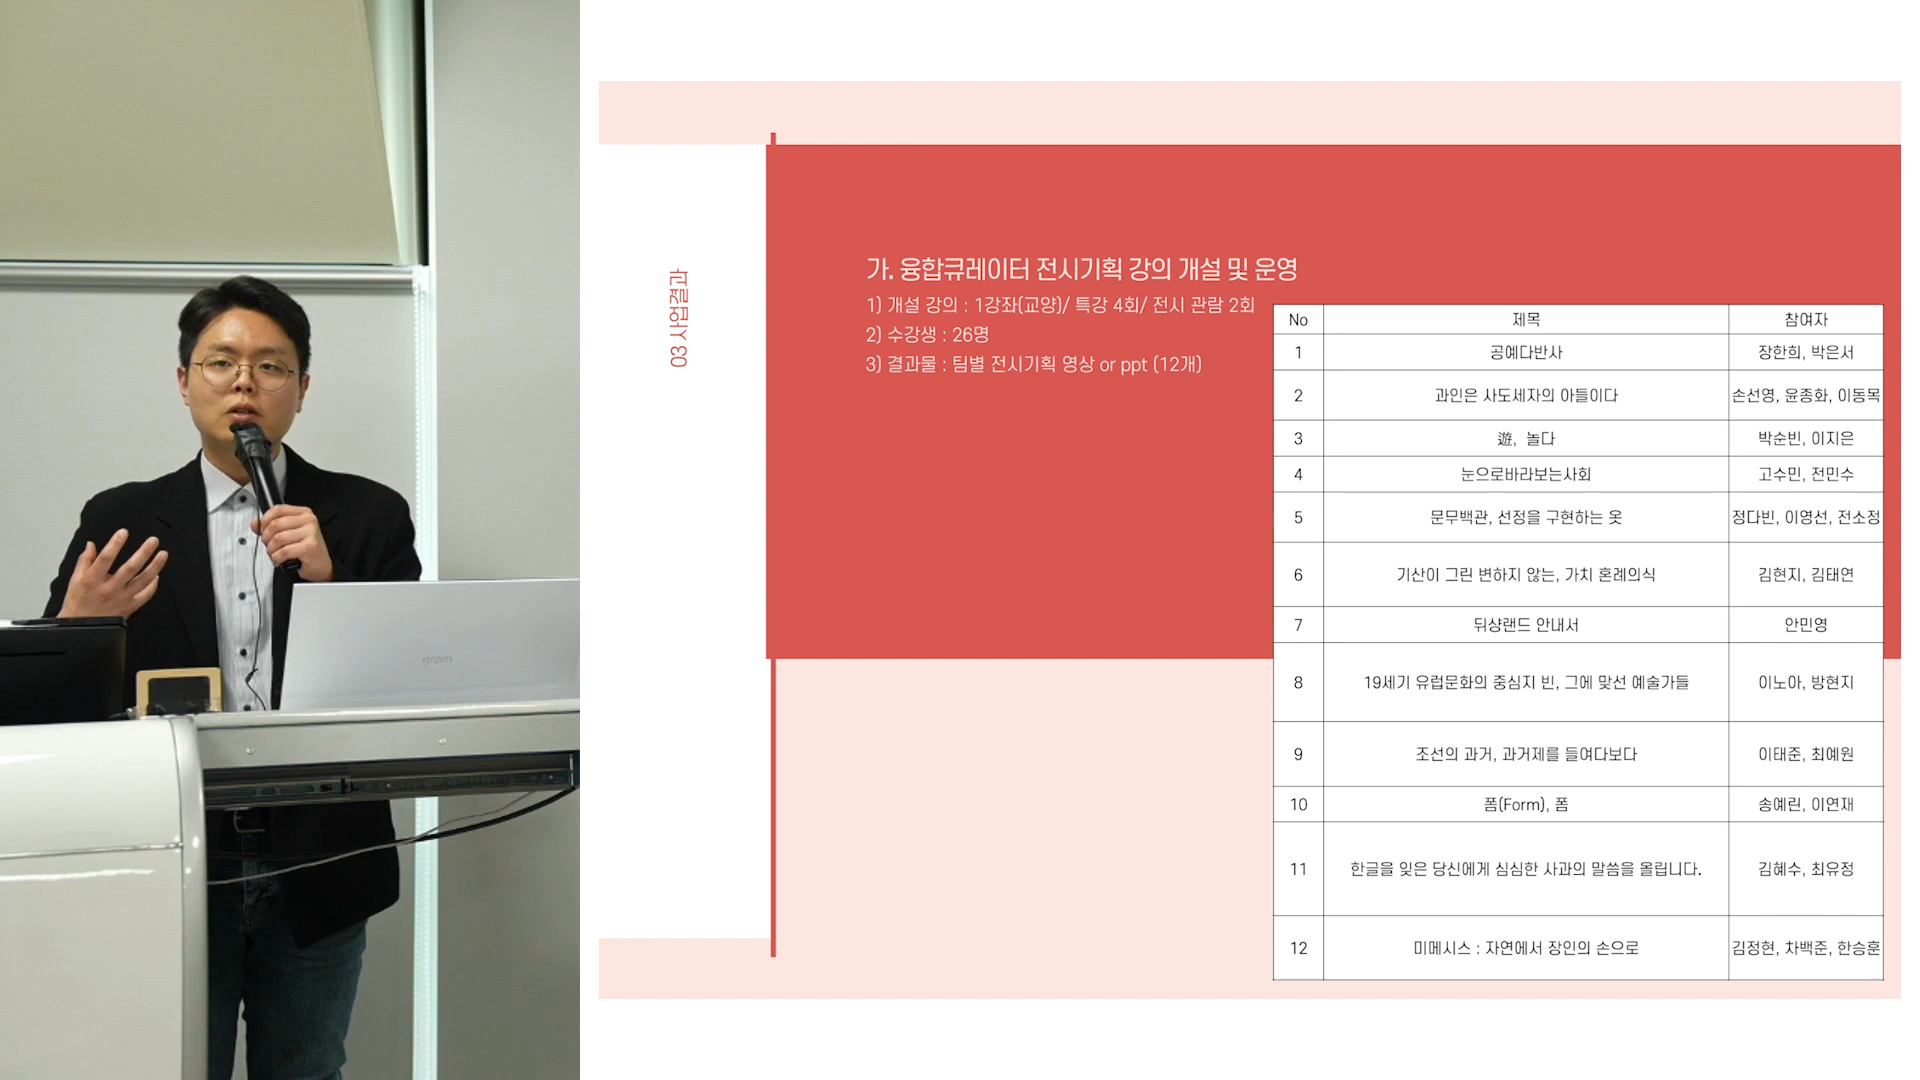 03 사업결과
가. 융합큐레이터 전시기획 강의 개설 및 운영
1) 개설 강의 : 1강좌(교양)/ 특강 4회/ 전시 관람 2회
2) 수강생 : 26명
3) 결과물 : 팀별 전시기획 영상 or ppt (12개)
No 제목 참여자
1 공예다반사 장한희, 박은서
2 과인은 사도세자의 아들이다 손선영, 윤종화, 이동목
3 遊, 놀다 박순빈, 이지은
4 눈으로바라보는사회 고수민, 전민수
5 문무백관, 선정을 구현하는 옷 정다빈, 이영선, 전소정
6 기산이 그린 변하지 않는, 가치 혼례의식 김현지, 김태연
7 뒤샹랜드 안내서 안민영
8 19세기 유럽문화의 중심지 빈, 그에 맞선 예술가들 이노아, 방현지
9 조선의 과거, 과거제를 들여다보다 이태준, 최예원
10 폼(Form), 폼 송예린, 이연재
11 한글을 잊은 당신에게 심심한 사과의 말씀을 올립니다. 김혜수, 최유정
12 미메시스 : 자연에서 장인의 손으로 김정현, 차백준, 한승훈
gram